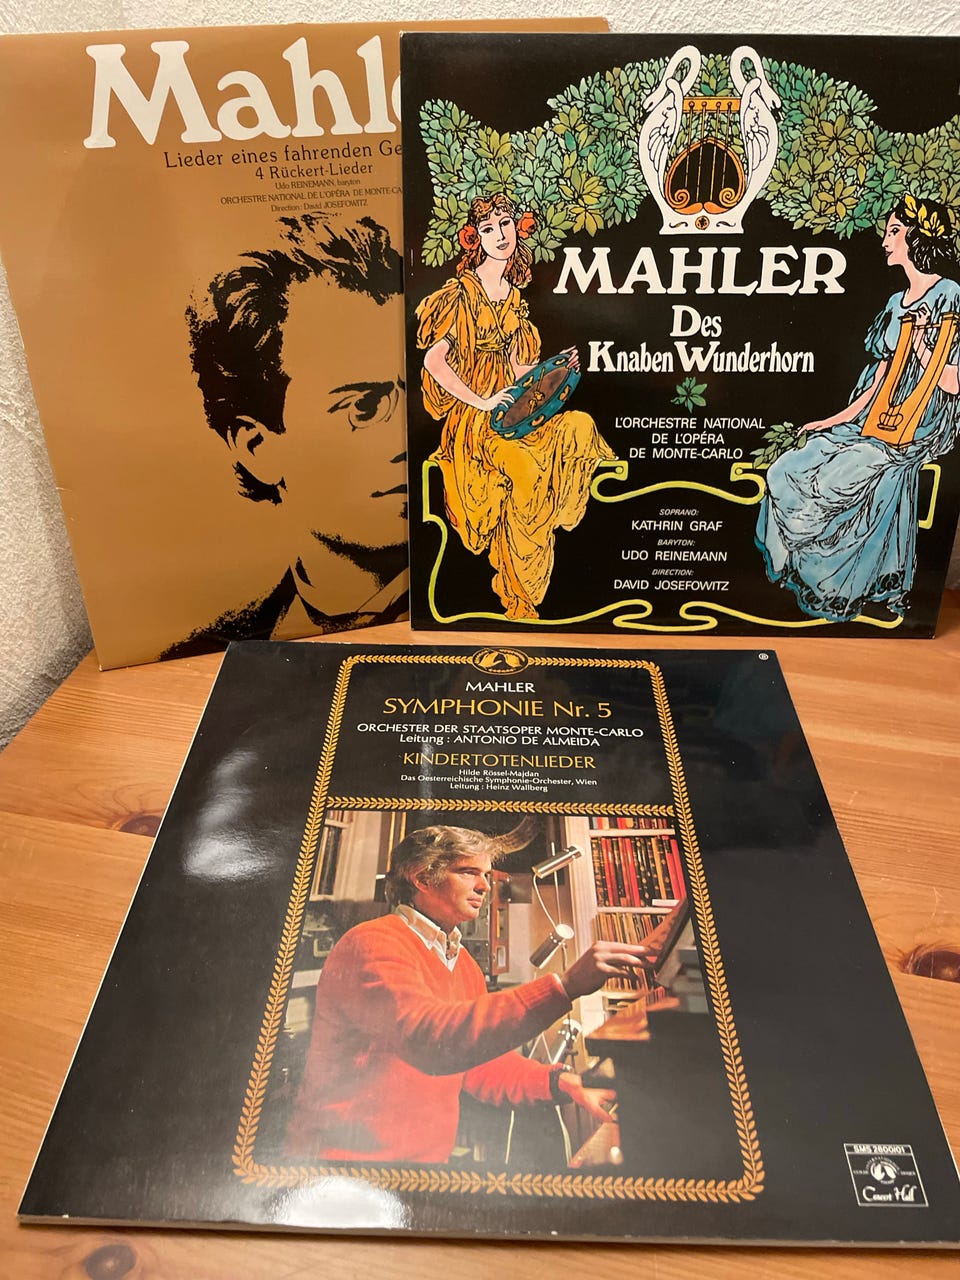 Mahl
Lieder eines fahrenden Ge
4 Rückert-Lieder
Udo REINEMANN, baryton
ORCHESTRE NATIONAL DE L'OPÉRA DE MONTE-CA
Direction: David JOSEFOWITZ
MAHLER
Des
Knaben Wunderhorn
L'ORCHESTRE NATIONAL
DE L'OPÉRA
DE MONTE-CARLO
SOPRANO:
KATHRIN GRAF
BARYTON:
UDO REINEMANN
DIRECTION:
DAVID JOSEFOWITZ
MAHLER
SYMPHONIE Nr. 5
ORCHESTER DER STAATSOPER MONTE-CARLO
Leitung : ANTONIO DE ALMEIDA
KINDERTOTENLIEDER
Hilde Rössel-Majdan
Das Oesterreichische Symphonie-Orchester, Wien
Leitung : Heinz Wallberg
Concert Hall